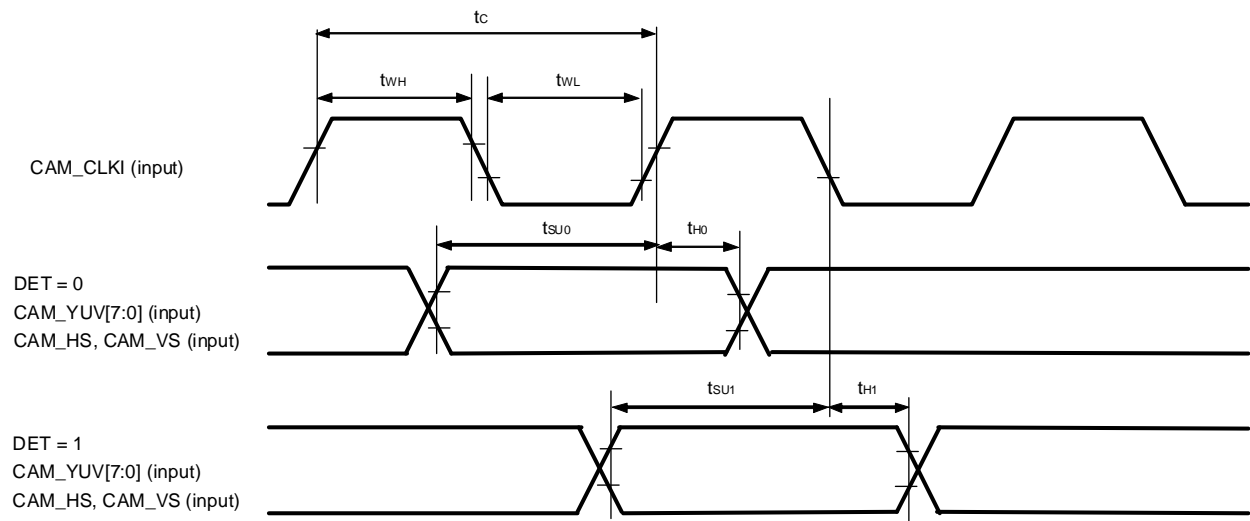 tC
tWH
tWL
CAM_CLKI (input)
tSU0
tH0
DET = 0
CAM_YUV[7:0] (input)
CAM_HS, CAM_VS (input)
tSU1
tH1
DET = 1
CAM_YUV[7:0] (input)
CAM_HS, CAM_VS (input)